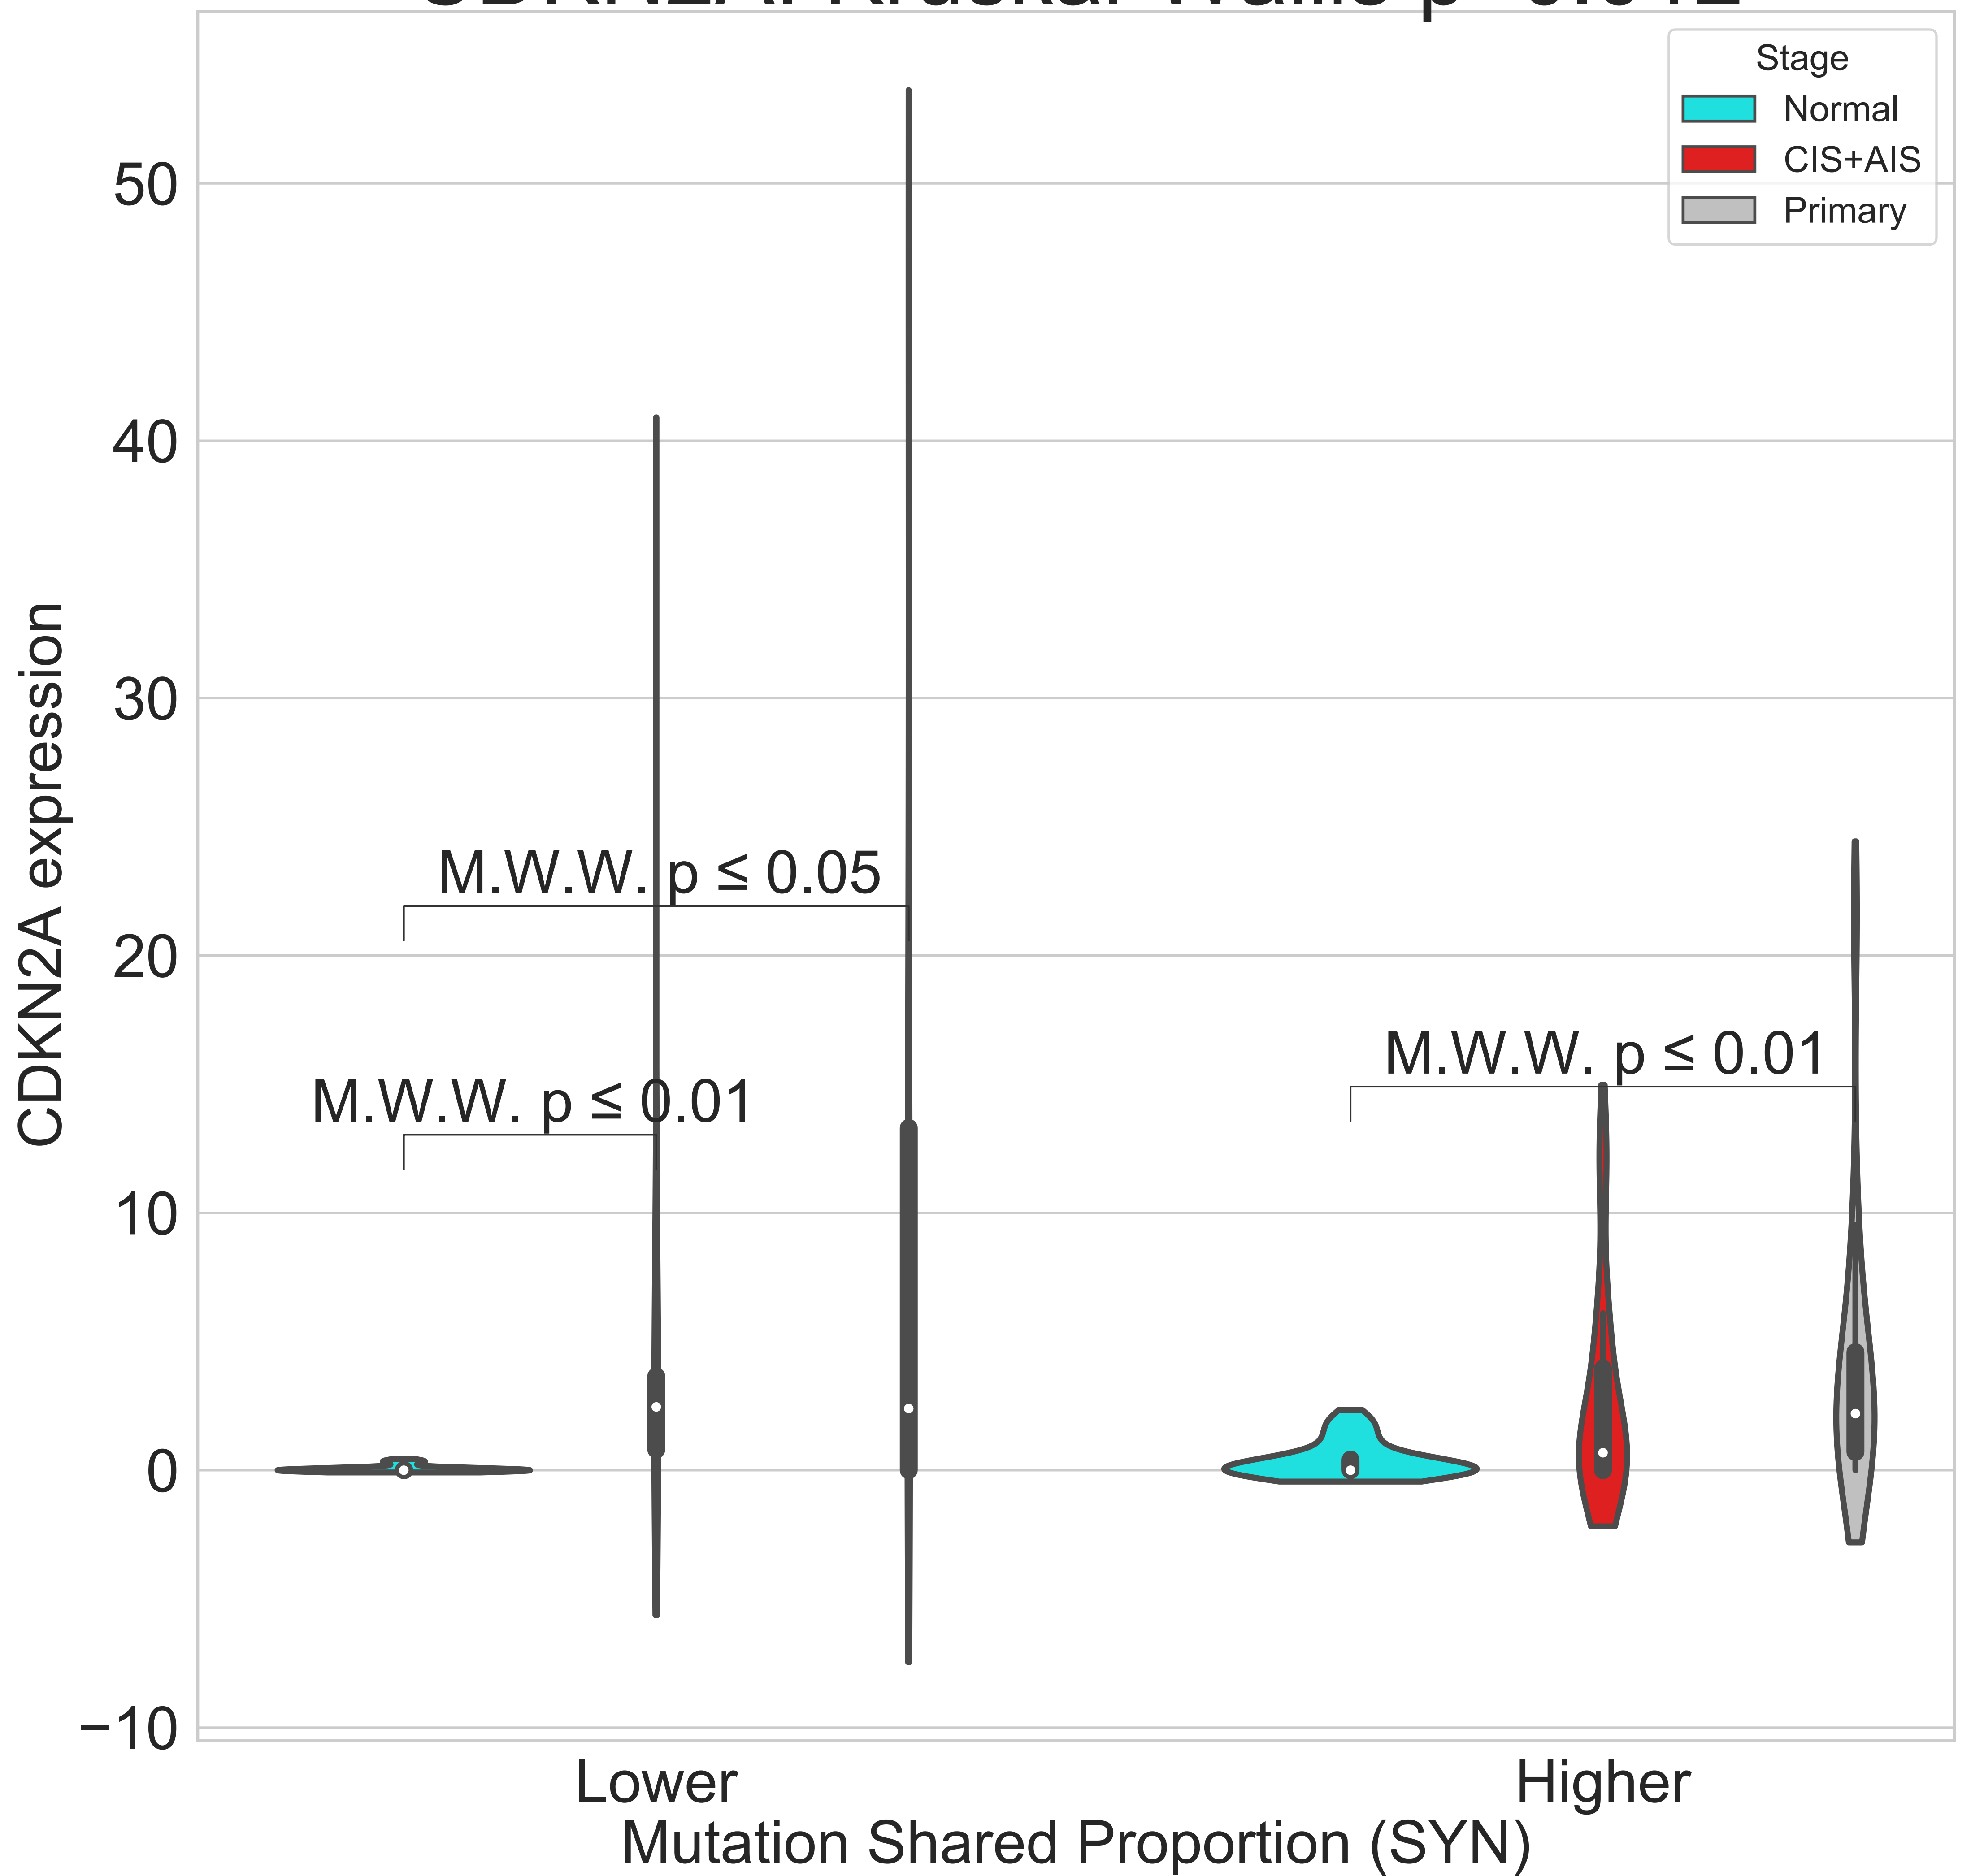 Stage
Normal
CIS+AIS
Primary
50
40
30
20
10
0
−10
CDKN2A expression
M.W.W. p ≤ 0.05
M.W.W. p ≤ 0.01
M.W.W. p ≤ 0.01
Lower
Higher
Mutation Shared Proportion (SYN)